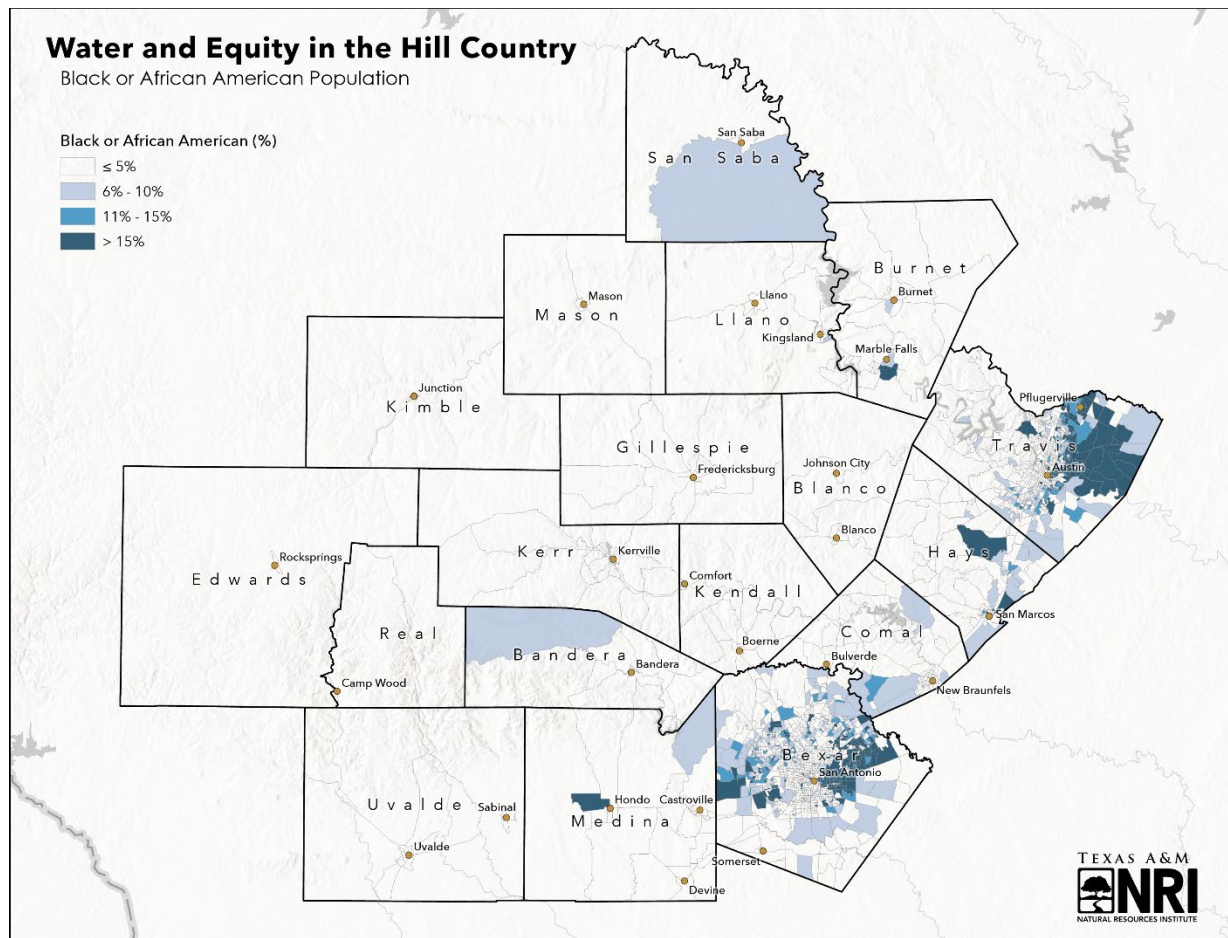 Water and Equity in the Hill Country
Black or African American Population
Black or African American (%)
≤ 5%
6% - 10%
11% - 15%
> 15%
San Saba
San Saba
Burnet
Burnet
Mason
Mason
Llano
Llano
Kingsland
Marble Falls
Junction
Kimble
Pflugerville
Travis
Austin
Gillespie
Fredericksburg
Johnson City
Blanco
Blanco
Hays
San Marcos
Rocksprings
Edwards
Kerr
Kerrville
Comfort
Kendall
Boerne
Real
Camp Wood
Bandera
Bandera
Comal
Bulverde
New Braunfels
Bexar
San Antonio
Uvalde
Sabinal
Uvalde
Hondo
Castroville
Medina
Somerset
Devine
TEXAS A&M
NRI
NATURAL RESOURCES INSTITUTE